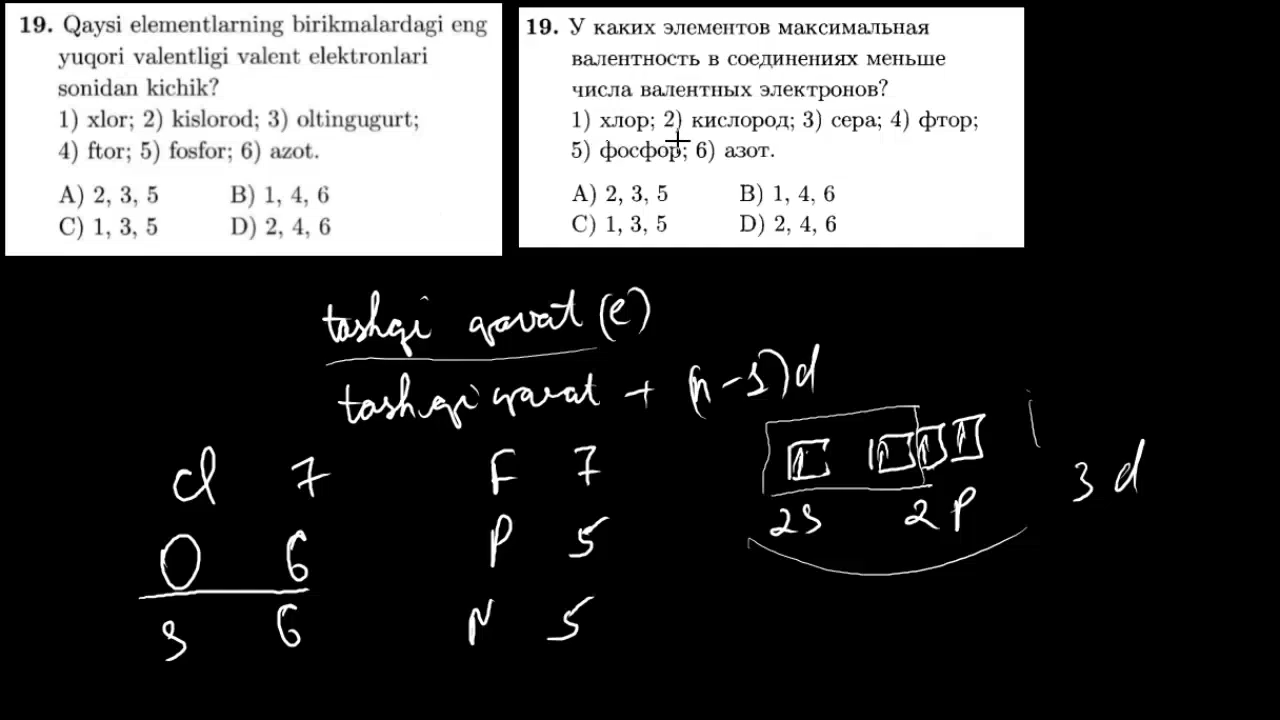 19. Qaysi elementlarning birikmalardagi eng
yuqori valentligi valent elektronlari
sonidan kichik?
1) xlor; 2) kislorod; 3) oltingugurt;
4) ftor; 5) fosfor; 6) azot.
A) 2, 3, 5 B) 1, 4, 6
C) 1, 3, 5 D) 2, 4, 6
19. У каких элементов максимальная
валентность в соединениях меньше
числа валентных электронов?
1) хлор; 2) кислород; 3) сера; 4) фтор;
5) фосфор; 6) азот.
A) 2, 3, 5 B) 1, 4, 6
C) 1, 3, 5 D) 2, 4, 6
tashqi qavat (e)
tashqi qavat + (n-1)d
Cl 7 F 7
O 6 P 5
S 6 N 5
2S 2P 3d